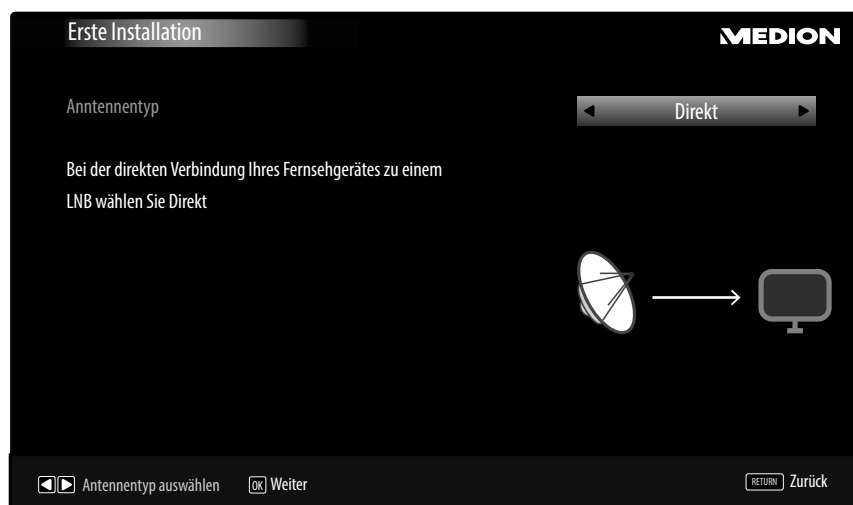 Erste Installation
MEDION
Anntennentyp
Direkt
Bei der direkten Verbindung Ihres Fernsehgerätes zu einem
LNB wählen Sie Direkt
Antennentyp auswählen OK Weiter RETURN Zurück